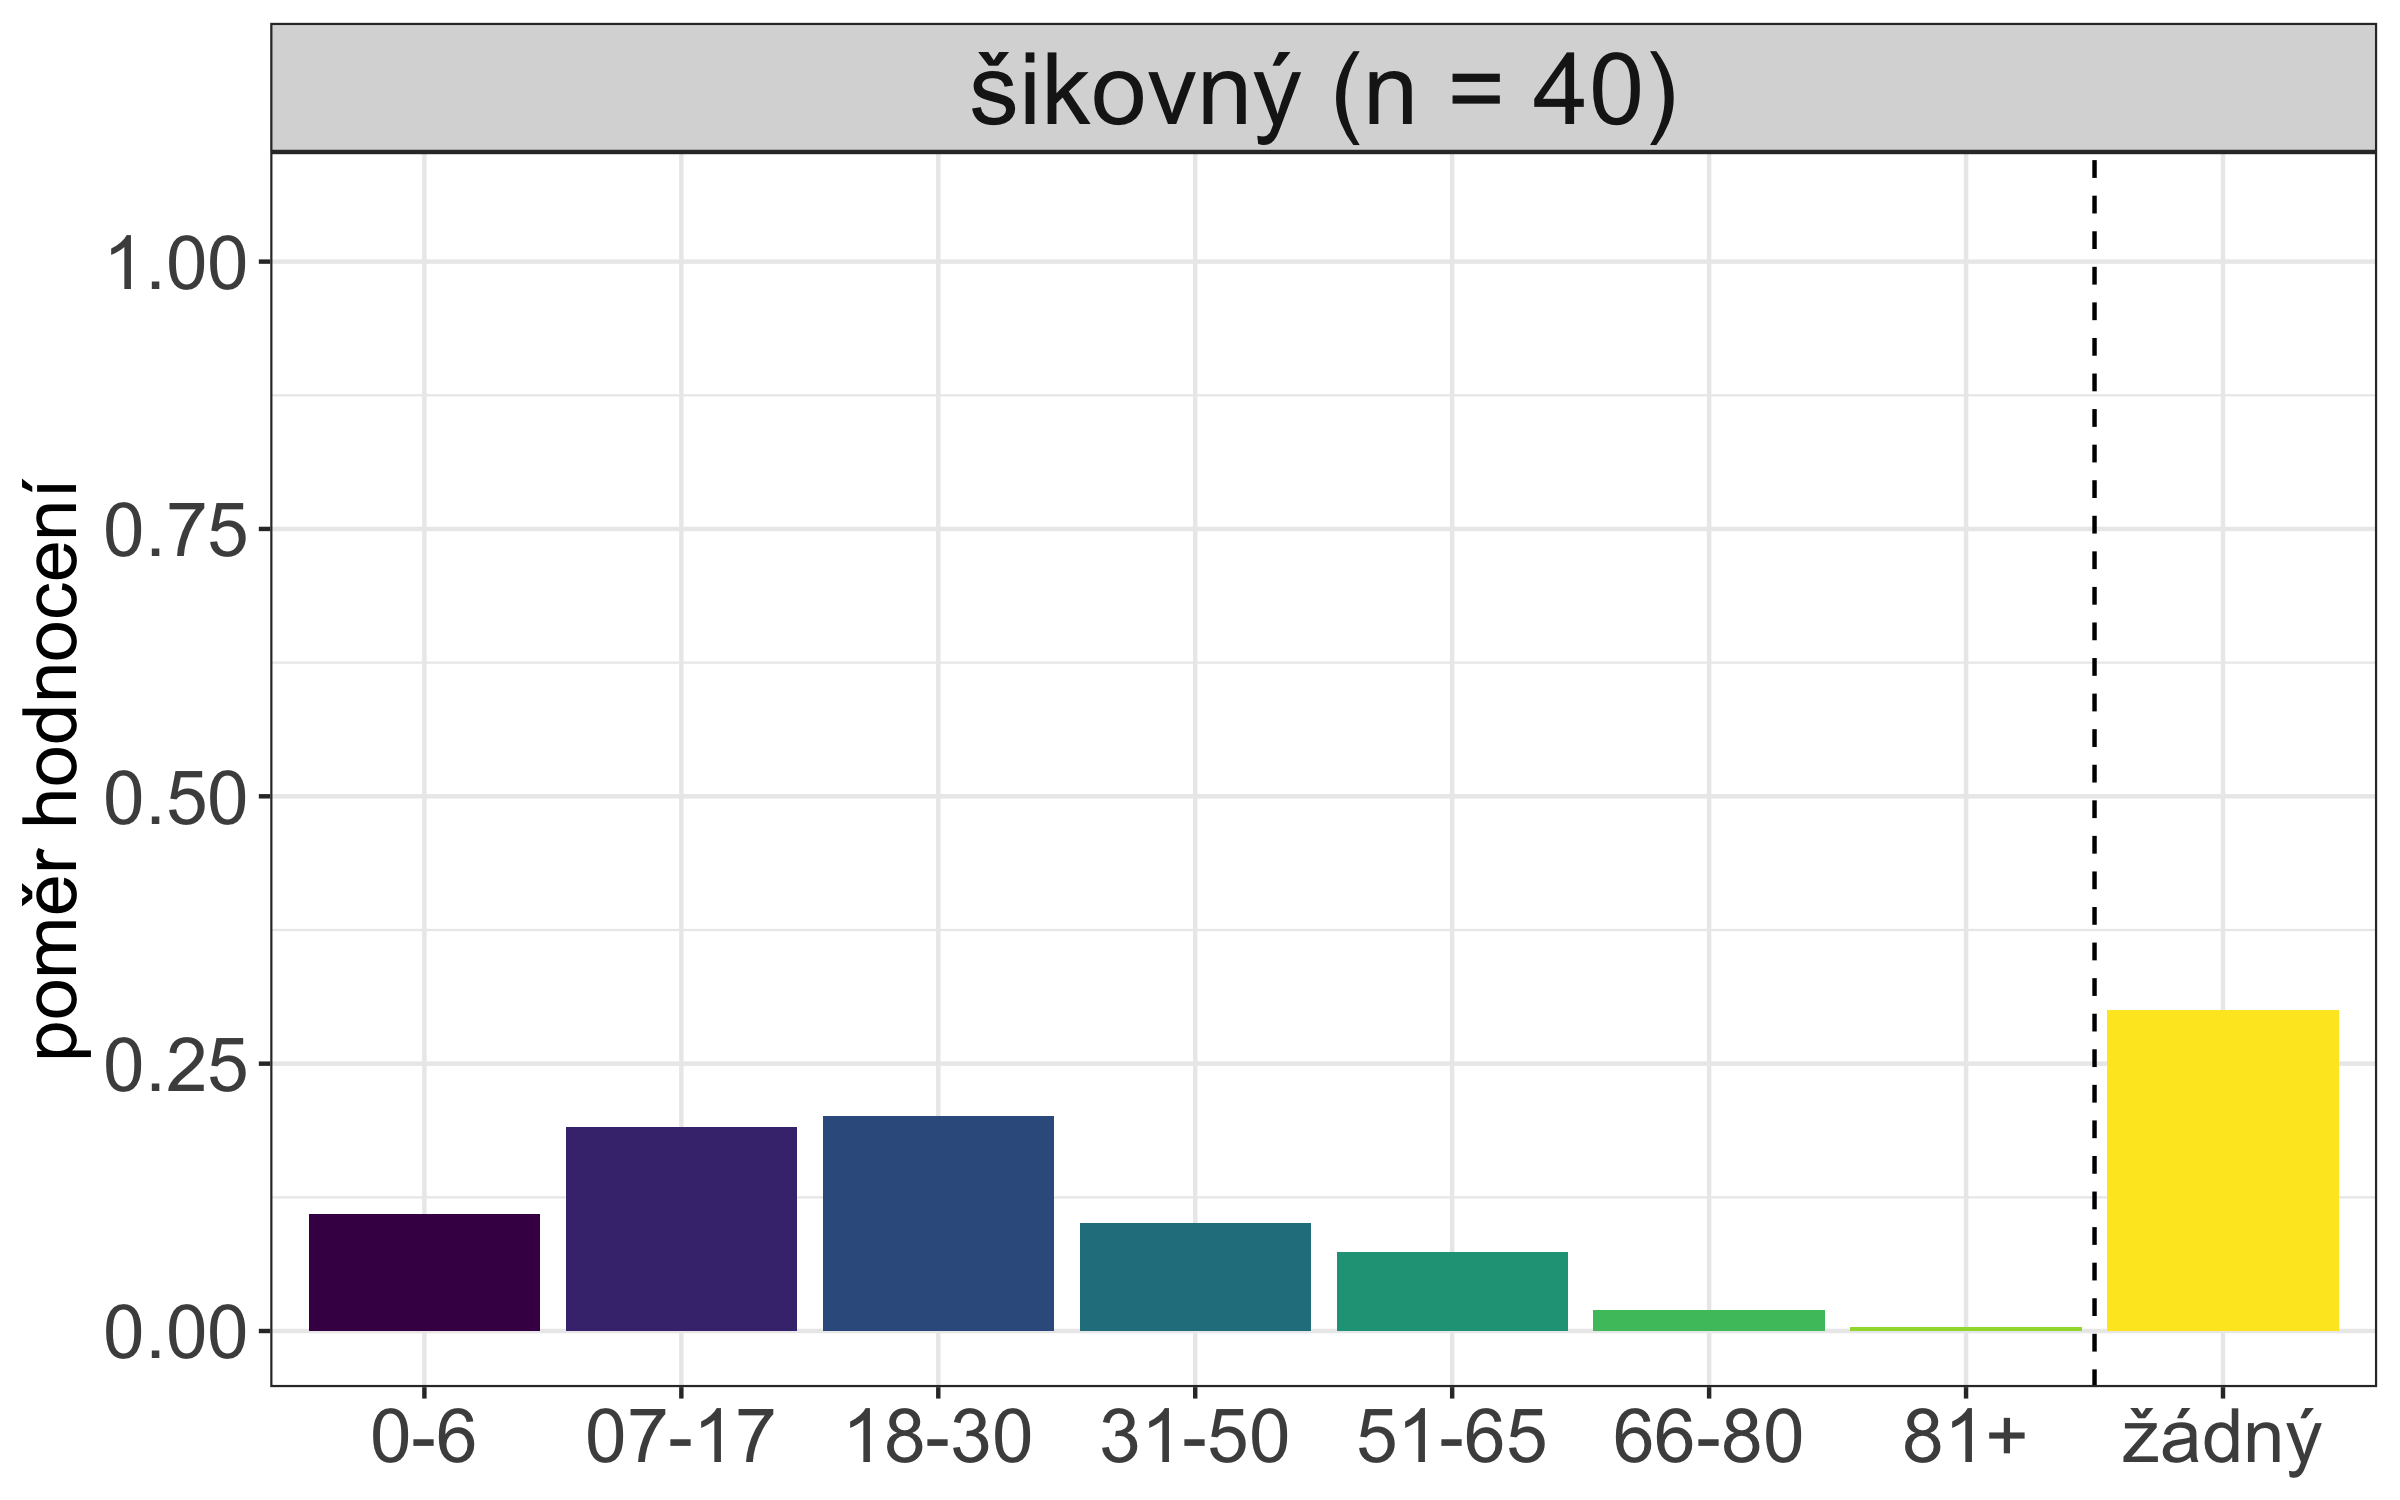 šikovný (n = 40)
poměr hodnocení
1.00
0.75
0.50
0.25
0.00
0-6 07-17 18-30 31-50 51-65 66-80 81+ žádný